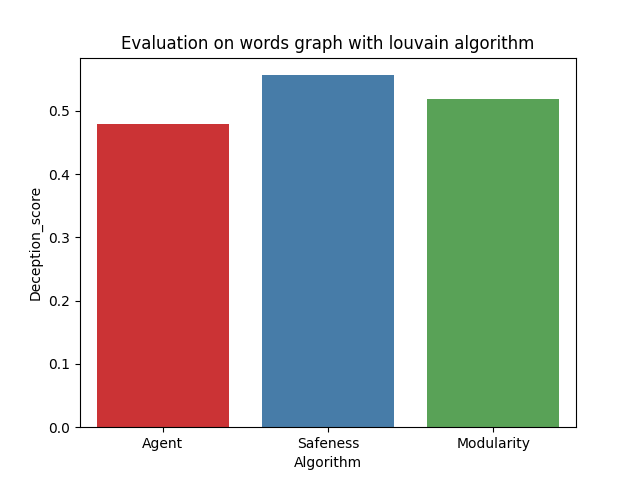 Evaluation on words graph with louvain algorithm
Deception_score
0.5
0.4
0.3
0.2
0.1
0.0
Agent Safeness Modularity
Algorithm